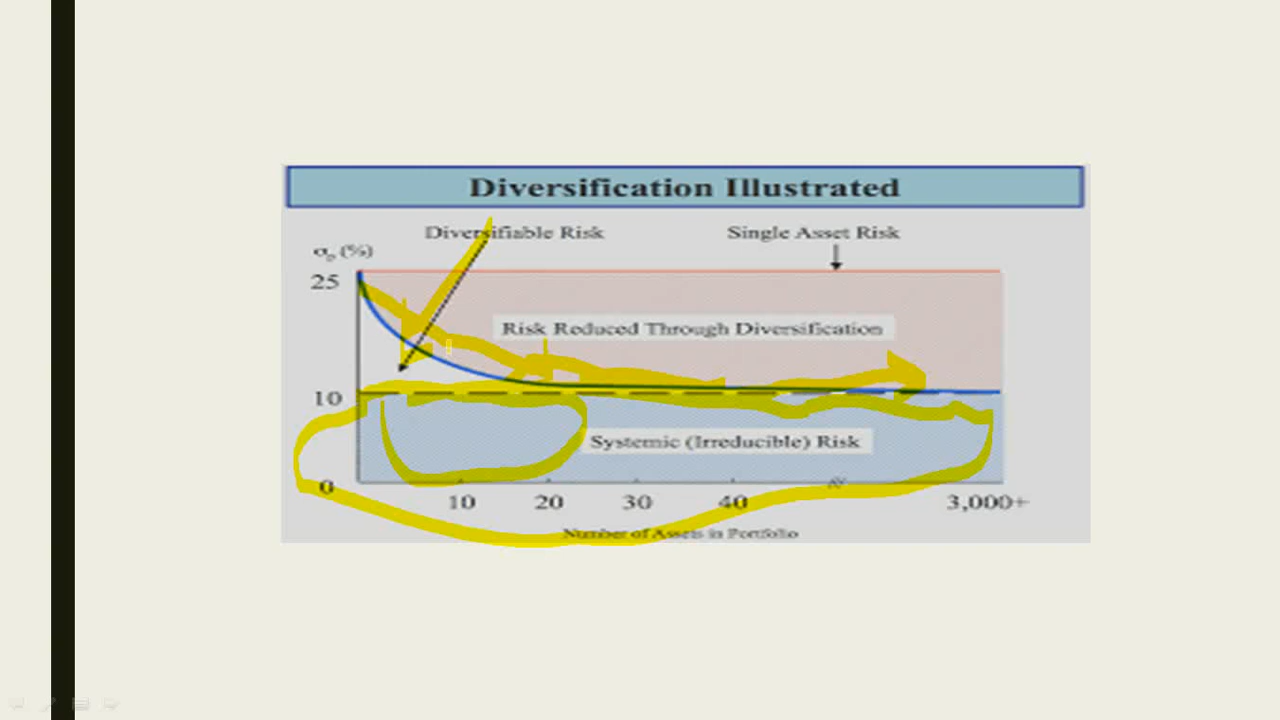 Diversification Illustrated
Diversifiable Risk
Single Asset Risk
σp (%)
25
Risk Reduced Through Diversification
10
Systemic (Irreducible) Risk
0
10 20 30 40 3,000+
Number of Assets in Portfolio